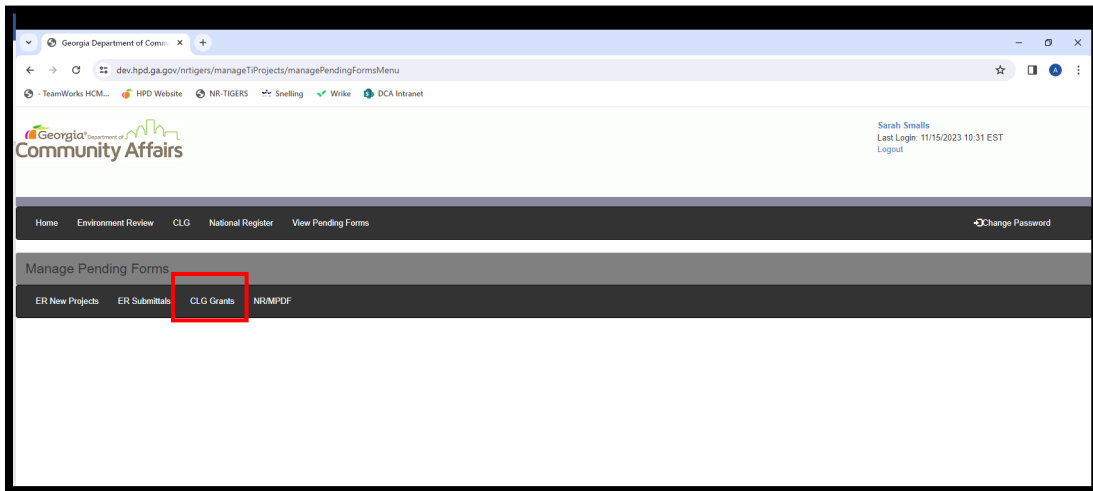 Georgia Department of Comm
dev.hpd.ga.gov/nrtigers/manageTiProjects/managePendingFormsMenu
- TeamWorks HCM... HPD Website NR-TIGERS Snelling Wrike DCA Intranet
Georgia® Department of
Community Affairs
Sarah Smalls
Last Login: 11/15/2023 10:31 EST
Logout
Home Environment Review CLG National Register View Pending Forms Change Password
Manage Pending Forms
ER New Projects ER Submittals CLG Grants NR/MPDF